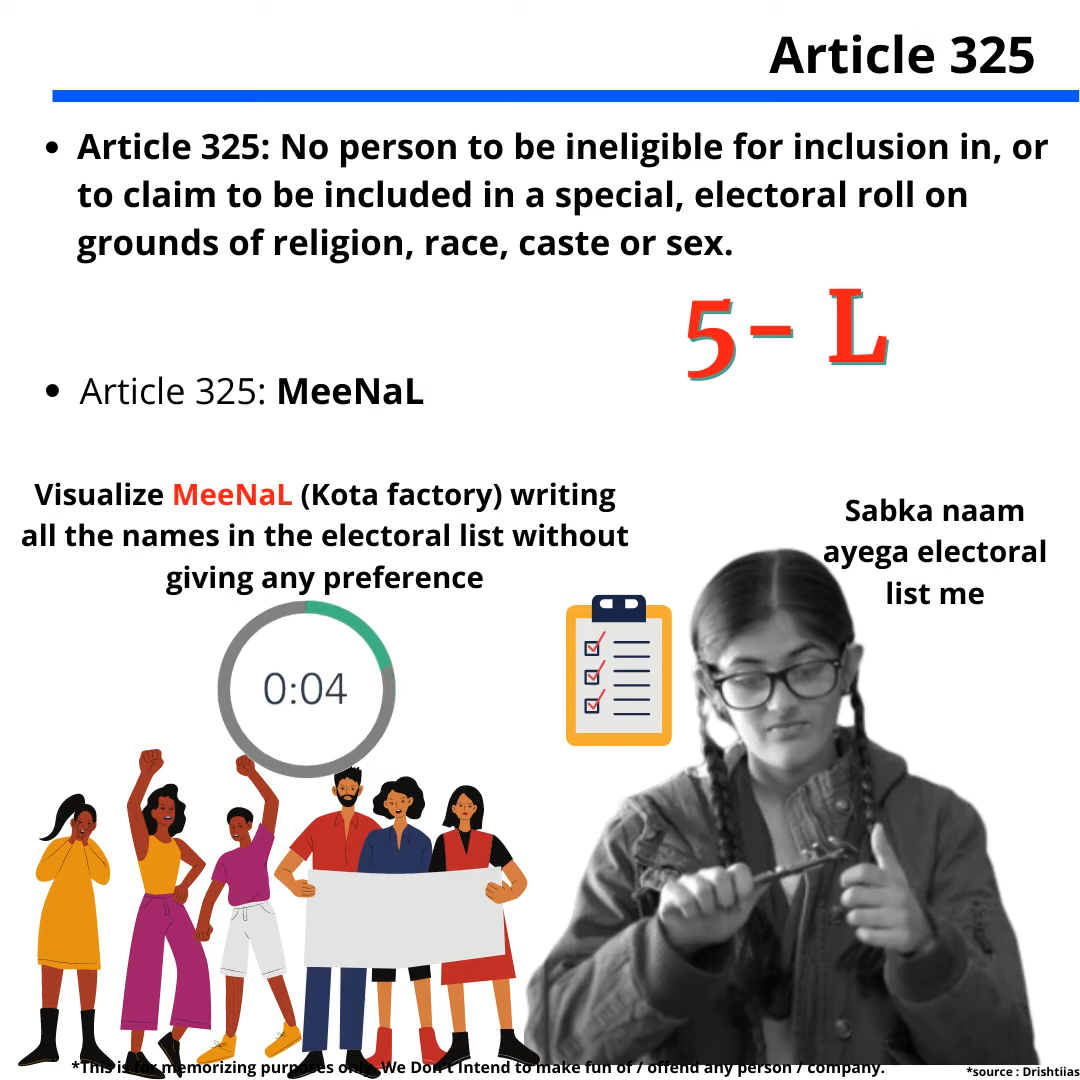 Article 325
• Article 325: No person to be ineligible for inclusion in, or
to claim to be included in a special, electoral roll on
grounds of religion, race, caste or sex.
5- L
• Article 325: MeeNaL
Visualize MeeNaL (Kota factory) writing
all the names in the electoral list without
giving any preference
Sabka naam
ayega electoral
list me
0:04
*This is for memorizing purposes only. We Don't Intend to make fun of / offend any person / company.
*source : Drishtiias